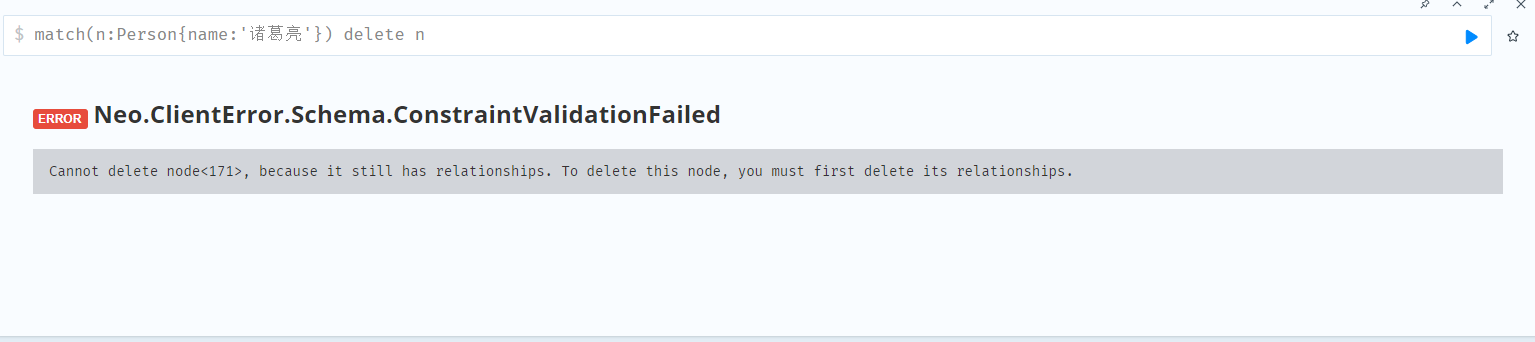 $ match(n:Person{name:'诸葛亮'}) delete n
ERROR Neo.ClientError.Schema.ConstraintValidationFailed
Cannot delete node<171>, because it still has relationships. To delete this node, you must first delete its relationships.